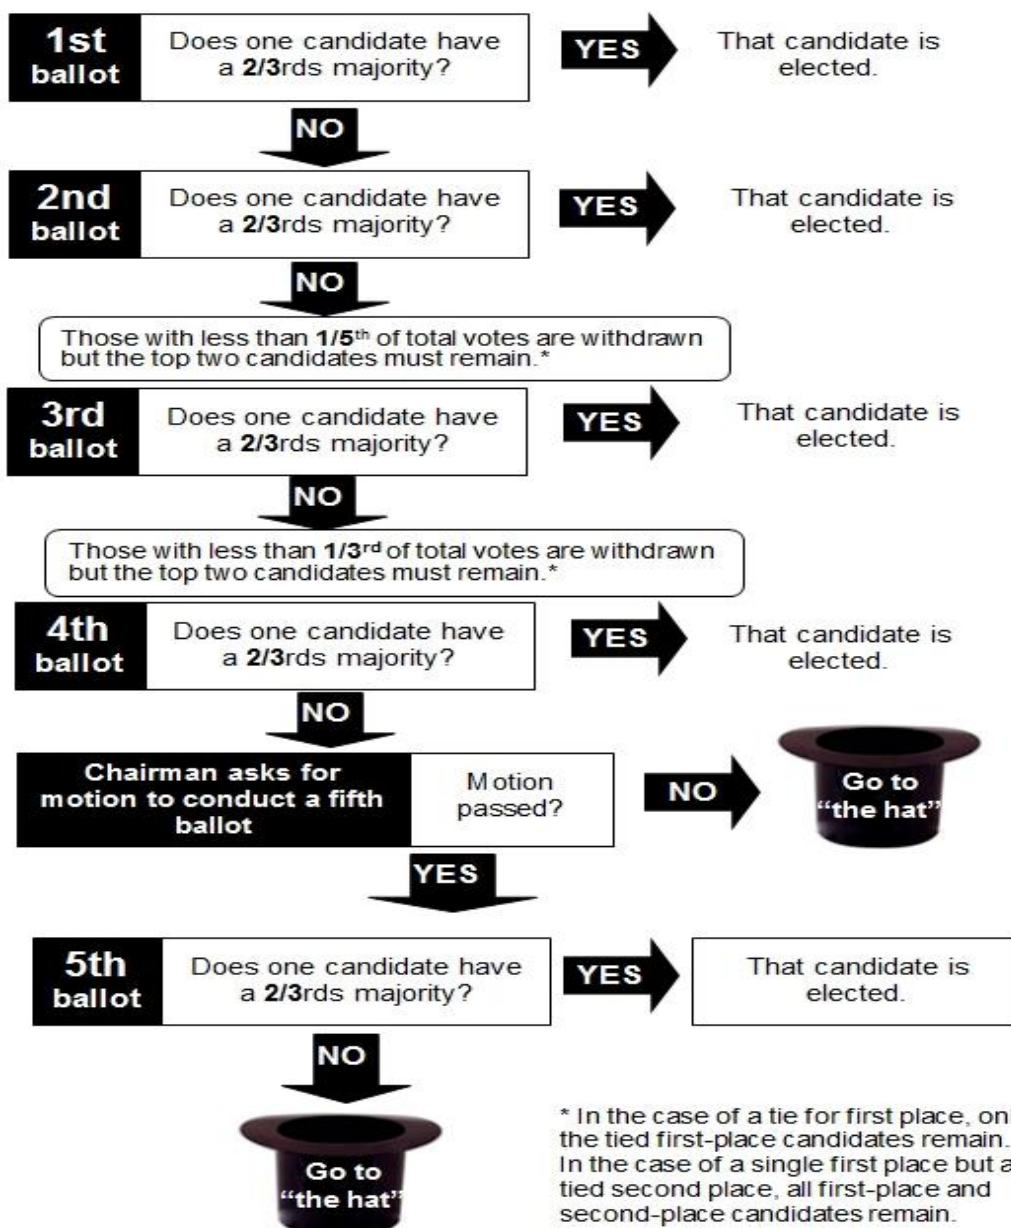 1st
ballot
Does one candidate have
a 2/3rds majority?
YES
That candidate is
elected.
NO
2nd
ballot
Does one candidate have
a 2/3rds majority?
YES
That candidate is
elected.
NO
Those with less than 1/5th of total votes are withdrawn
but the top two candidates must remain.*
3rd
ballot
Does one candidate have
a 2/3rds majority?
YES
That candidate is
elected.
NO
Those with less than 1/3rd of total votes are withdrawn
but the top two candidates must remain.*
4th
ballot
Does one candidate have
a 2/3rds majority?
YES
That candidate is
elected.
NO
Chairman asks for
motion to conduct a fifth
ballot
Motion
passed?
NO
Go to
“the hat”
YES
5th
ballot
Does one candidate have
a 2/3rds majority?
YES
That candidate is
elected.
NO
Go to
“the hat”
* In the case of a tie for first place,
the tied first-place candidates remain.
In the case of a single first place but a
tied second place, all first-place and
second-place candidates remain.